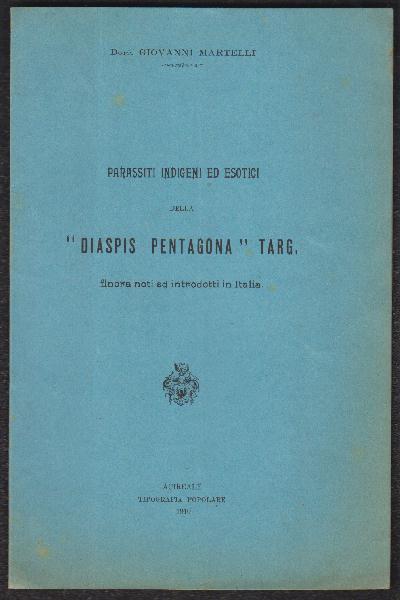 Dott. GIOVANNI MARTELLI
PARASSITI INDIGENI ED ESOTICI
DELLA
"DIASPIS PENTAGONA" TARG.
finora noti ed introdotti in Italia.
ACIREALE
TIPOGRAFIA POPOLARE
1910